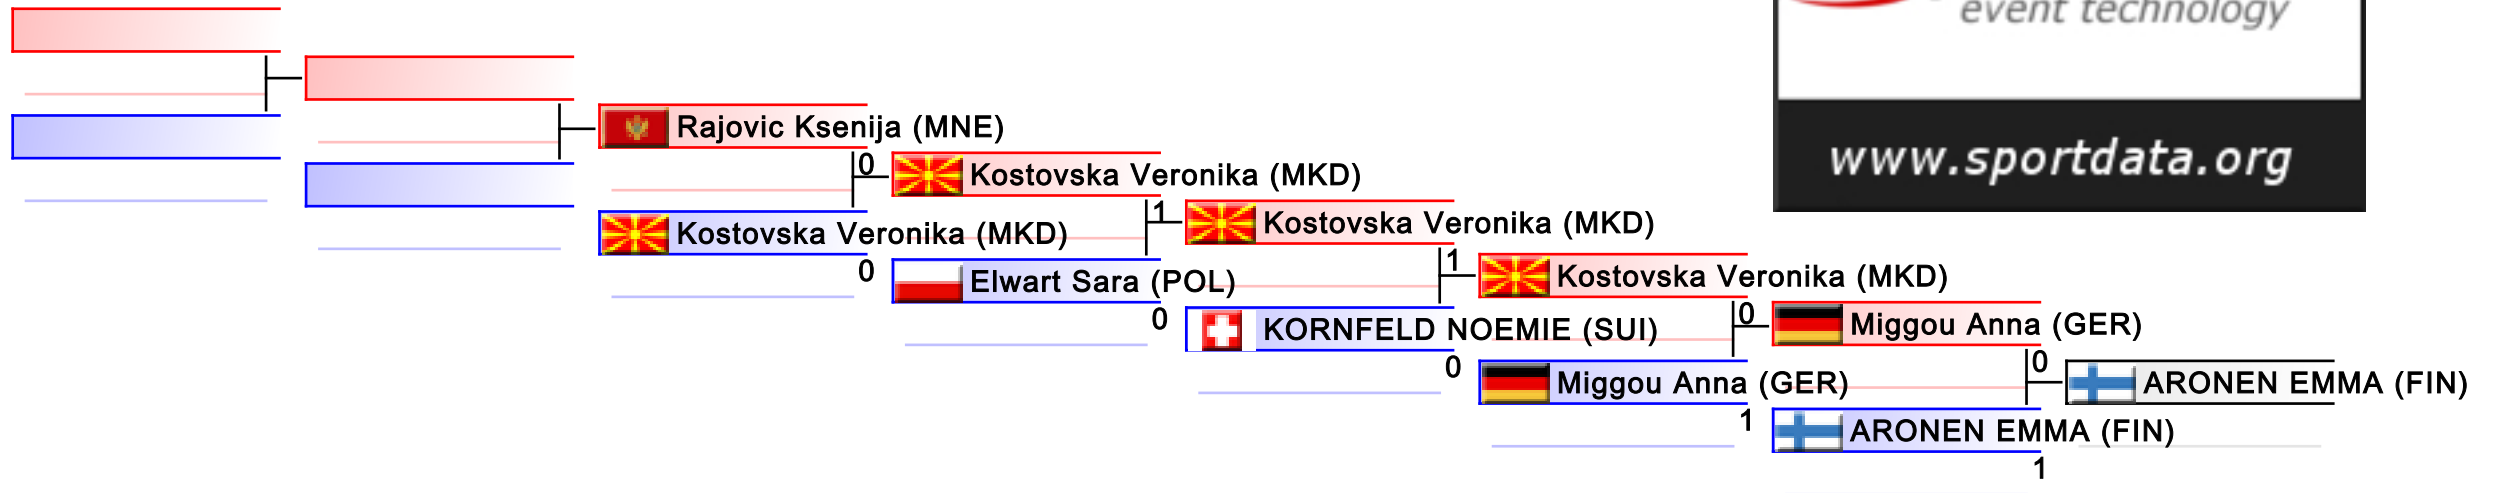 event technology
www.sportdata.org
Rajovic Ksenija (MNE)
0
Kostovska Veronika (MKD)
0
Kostovska Veronika (MKD)
1
Elwart Sara (POL)
0
Kostovska Veronika (MKD)
1
KORNFELD NOEMIE (SUI)
0
Kostovska Veronika (MKD)
0
Miggou Anna (GER)
1
Miggou Anna (GER)
0
ARONEN EMMA (FIN)
1
ARONEN EMMA (FIN)